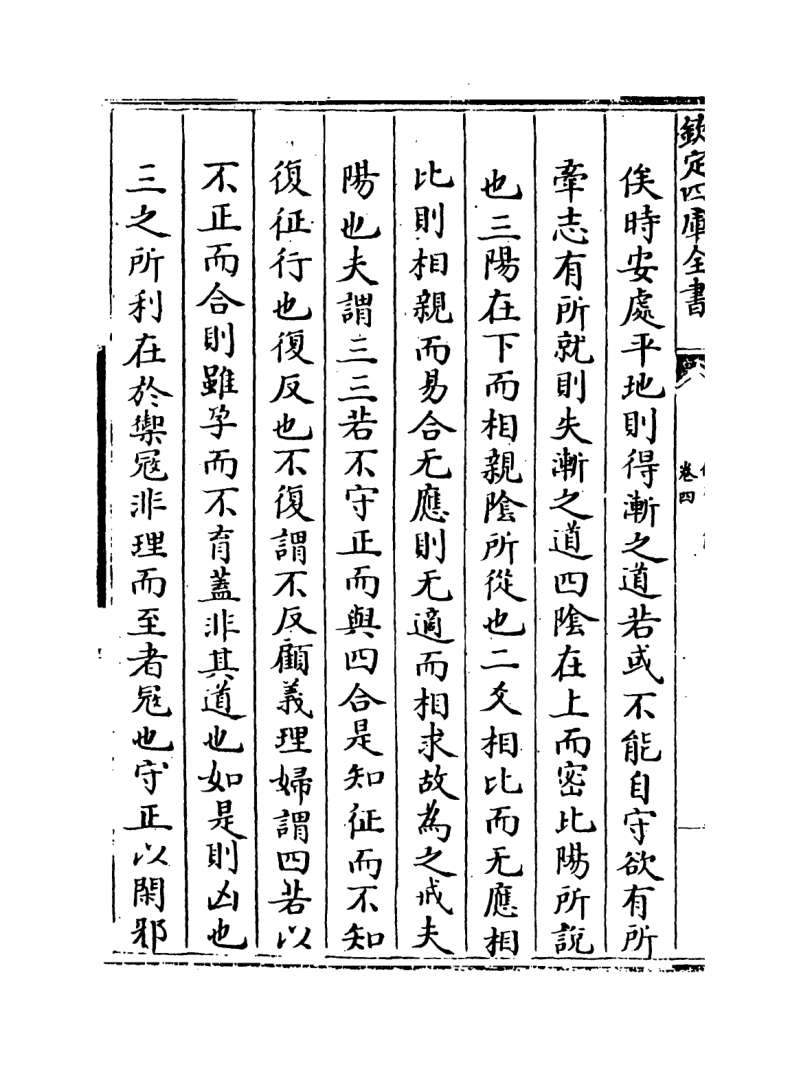 欽定四庫全書
卷四
俟時安處平地則得漸之道若或不能自守欲有所
牽志有所就則失漸之道四陰在上而密比陽所說
也三陽在下而相親陰所從也二爻相比而无應相
比則相親而易合无應則无適而相求故為之戒夫
陽也夫謂三三若不守正而與四合是知征而不知
復征行也復反也不復謂不反顧義理婦謂四若以
不正而合則雖孕而不育蓋非其道也如是則凶也
三之所利在於禦寇非理而至者寇也守正以閑邪